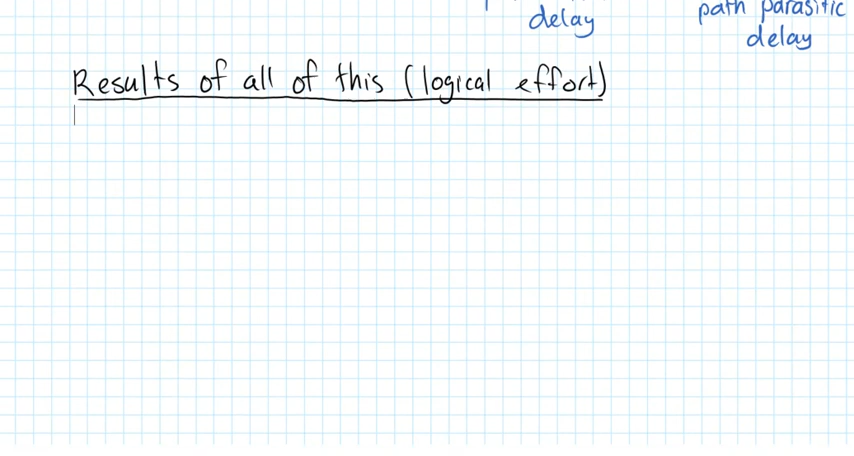 path parasitic
delay
delay
Results of all of this (logical effort)